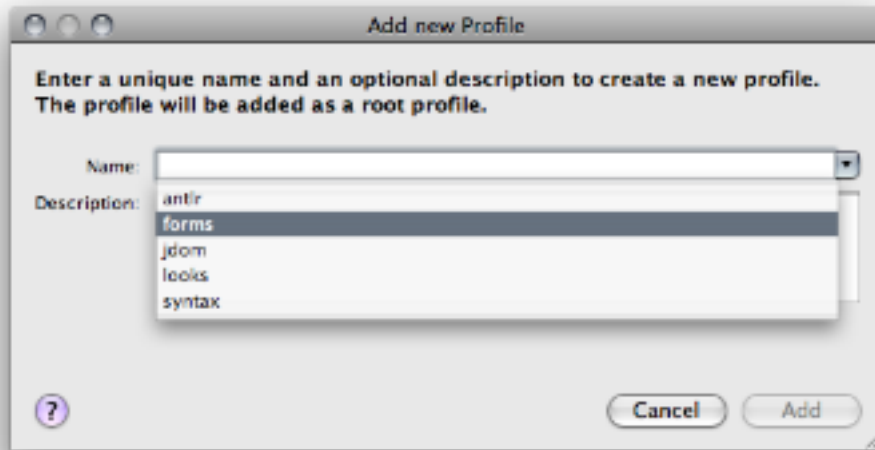 Add new Profile
Enter a unique name and an optional description to create a new profile.
The profile will be added as a root profile.
Name:
Description:
antlr
forms
jdom
looks
syntax
?
Cancel
Add